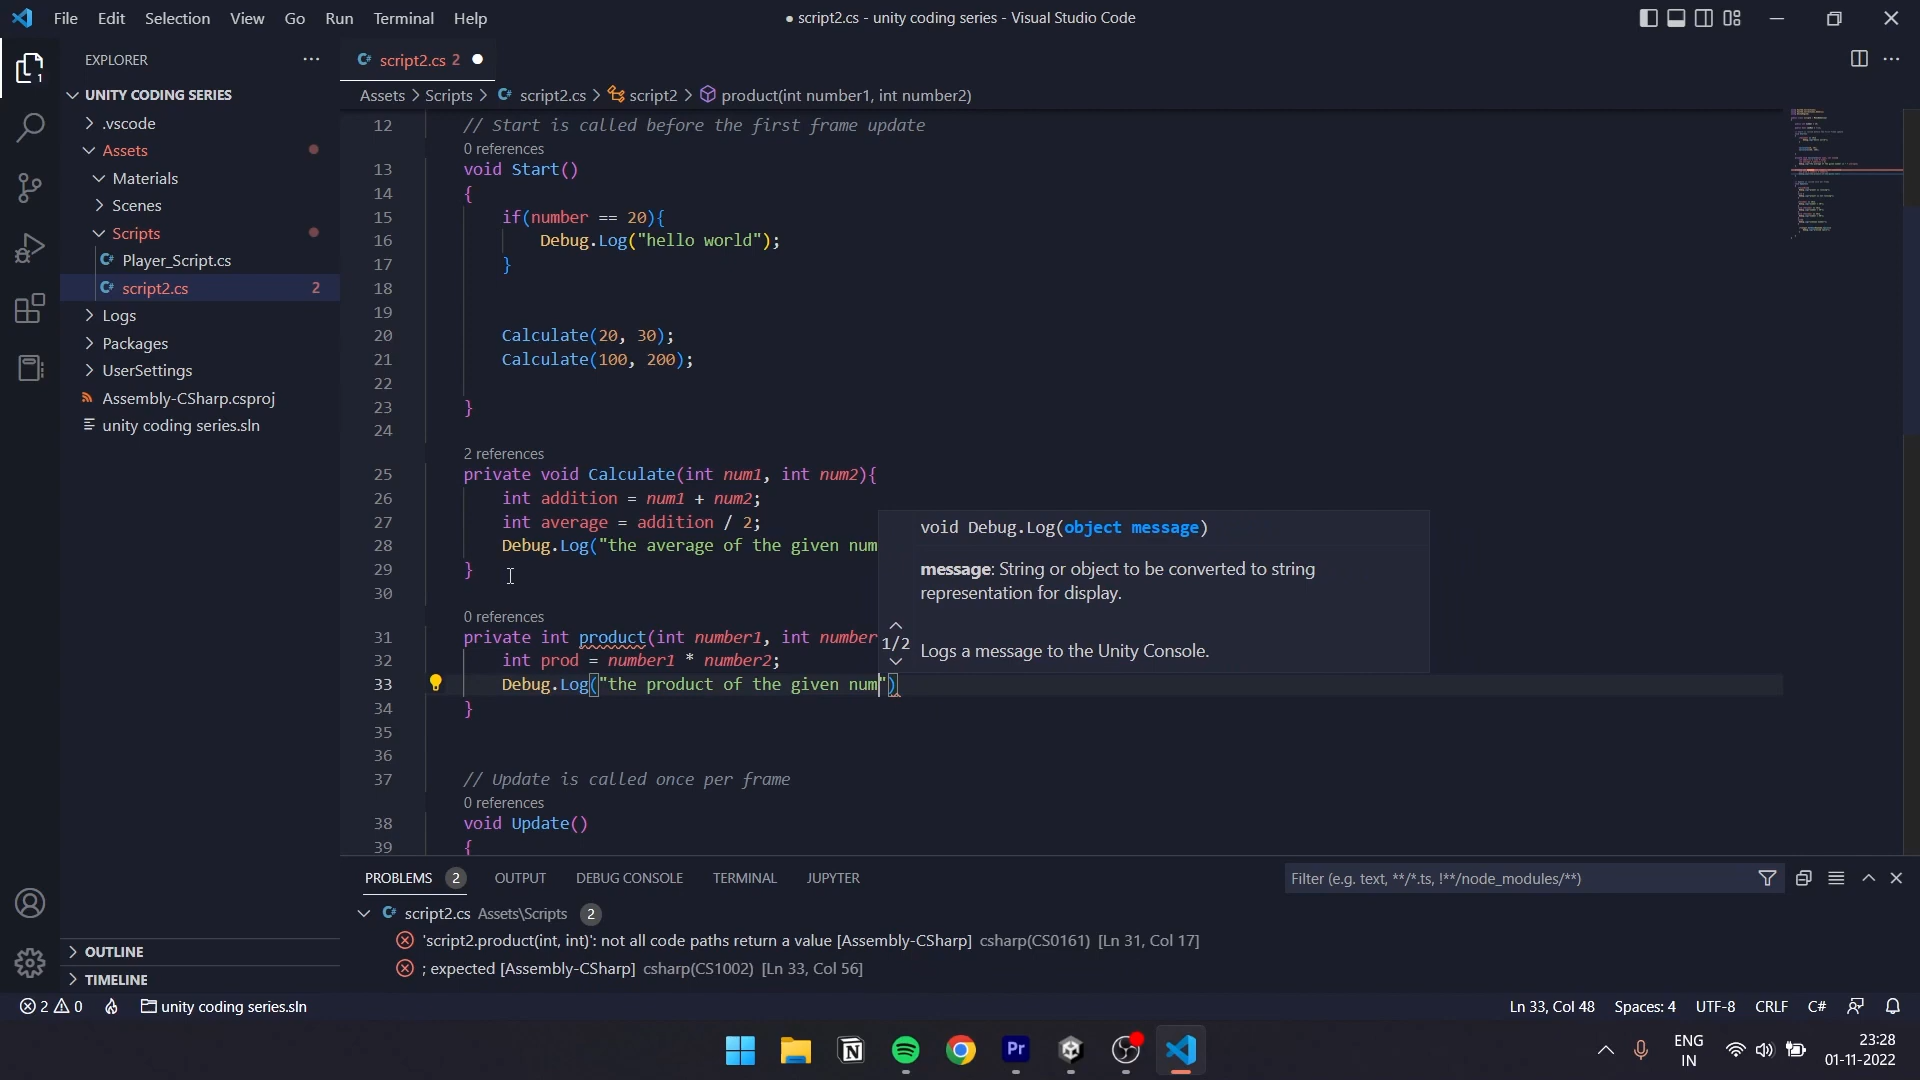 File Edit Selection View Go Run Terminal Help
● script2.cs - unity coding series - Visual Studio Code
EXPLORER
script2.cs 2
UNITY CODING SERIES
.vscode
Assets
Materials
Scenes
Scripts
Player_Script.cs
script2.cs 2
Logs
Packages
UserSettings
Assembly-CSharp.csproj
unity coding series.sln
OUTLINE
TIMELINE
Assets > Scripts > script2.cs > script2 > product(int number1, int number2)
12 // Start is called before the first frame update
0 references
13 void Start()
14 {
15 if(number == 20){
16 Debug.Log("hello world");
17 }
18
19
20 Calculate(20, 30);
21 Calculate(100, 200);
22
23 }
24
2 references
25 private void Calculate(int num1, int num2){
26 int addition = num1 + num2;
27 int average = addition / 2;
28 Debug.Log("the average of the given num
29 }
30
0 references
31 private int product(int number1, int number
32 int prod = number1 * number2;
33 Debug.Log("the product of the given num")
34 }
35
36
37 // Update is called once per frame
0 references
38 void Update()
39 {
void Debug.Log(object message)
message: String or object to be converted to string
representation for display.
1/2
Logs a message to the Unity Console.
PROBLEMS 2 OUTPUT DEBUG CONSOLE TERMINAL JUPYTER
Filter (e.g. text, **/*.ts, !**/node_modules/**)
script2.cs Assets\Scripts 2
'script2.product(int, int)': not all code paths return a value [Assembly-CSharp] csharp(CS0161) [Ln 31, Col 17]
; expected [Assembly-CSharp] csharp(CS1002) [Ln 33, Col 56]
2 0 unity coding series.sln
Ln 33, Col 48 Spaces: 4 UTF-8 CRLF C#
Pr
ENG
IN
23:28
01-11-2022